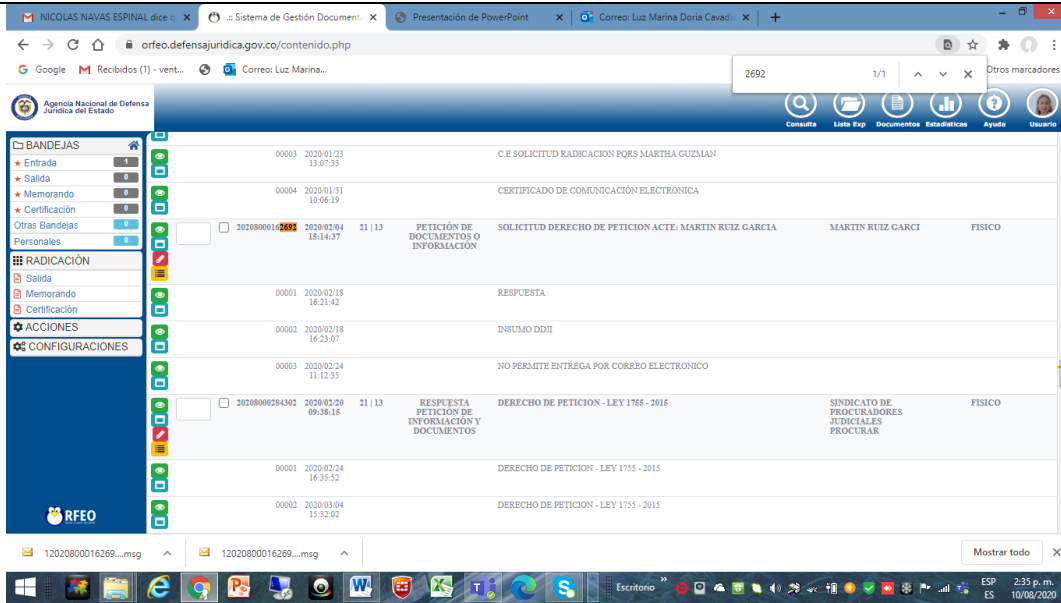 NICOLAS NAVAS ESPINAL dice q
.:: Sistema de Gestión Document
Presentación de PowerPoint
Correo: Luz Marina Doria Cavadi
orfeo.defensajuridica.gov.co/contenido.php
Google
Recibidos (1) - vent...
Correo: Luz Marina...
Otros marcadores
2692
1/1
Agencia Nacional de Defensa
Jurídica del Estado
Consulta
Lista Exp
Documentos
Estadisticas
Ayuda
Usuario
BANDEJAS
Entrada 1
Salida 0
Memorando 0
Certificación 0
Otras Bandejas 0
Personales 0
RADICACIÓN
Salida
Memorando
Certificación
ACCIONES
CONFIGURACIONES
RFEO
00003 2020/01/23 C.E SOLICITUD RADICACION PQRS MARTHA GUZMAN
13:07:33
00004 2020/01/31 CERTIFICADO DE COMUNICACIÓN ELECTRÓNICA
10:06:19
20208000162692 2020/02/04 21 | 13 PETICIÓN DE SOLICITUD DERECHO DE PETICION ACTE: MARTIN RUIZ GARCIA MARTIN RUIZ GARCI FISICO
15:14:37 DOCUMENTOS O
INFORMACIÓN
00001 2020/02/18 RESPUESTA
16:21:42
00002 2020/02/18 INSUMO DDJI
16:23:07
00003 2020/02/24 NO PERMITE ENTREGA POR CORREO ELECTRONICO
11:12:35
20208000284302 2020/02/20 21 | 13 RESPUESTA DERECHO DE PETICION - LEY 1755 - 2015 SINDICATO DE FISICO
09:38:15 PETICIÓN DE PROCURADORES
INFORMACIÓN Y JUDICIALES
DOCUMENTOS PROCURAR
00001 2020/02/24 DERECHO DE PETICION - LEY 1755 - 2015
16:35:52
00002 2020/03/04 DERECHO DE PETICION - LEY 1755 - 2015
15:32:02
12020800016269....msg
12020800016269....msg
Mostrar todo
Escritorio
ESP
ES
2:35 p. m.
10/08/2020